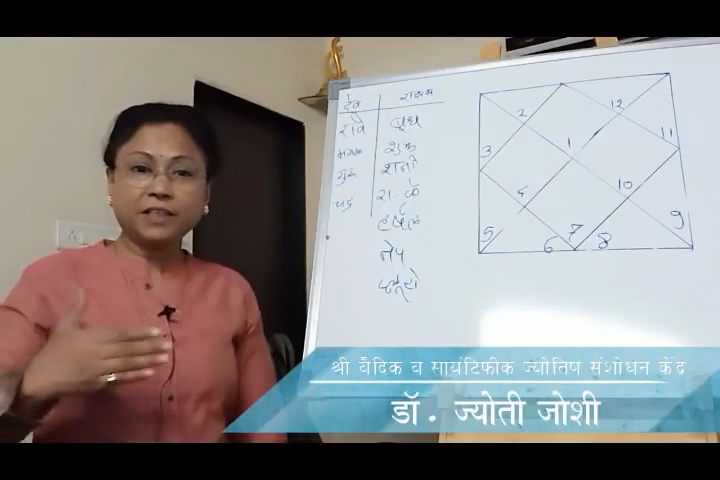 देव राक्षस
रवि बुध
मंगळ शुक्र
गुरू शनी
चंद्र रा-के
हर्षल
नेप
प्लूटो
12
2
1
11
3
10
4
9
7
5
6 8
श्री वैदिक व सायंटिफीक ज्योतिष संशोधन केंद्र
डॉ. ज्योती जोशी